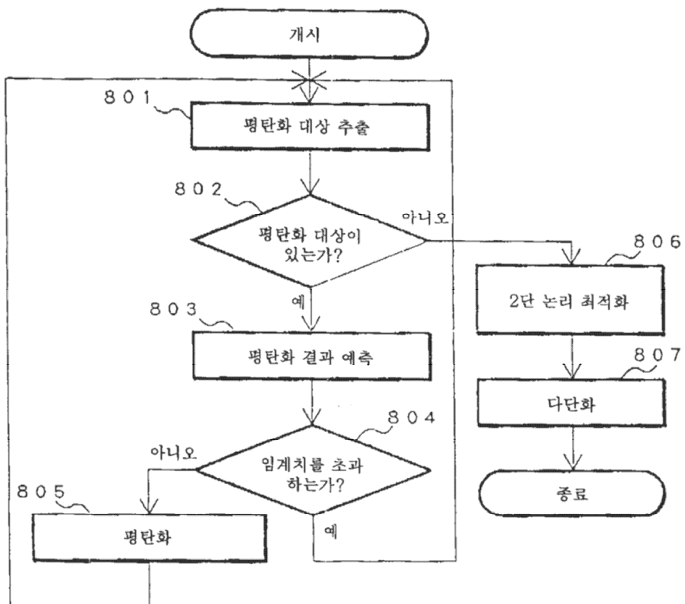 개시
801
평탄화 대상 추출
802
평탄화 대상이
있는가?
아니오
예
803
평탄화 결과 예측
804
임계치를 초과
하는가?
아니오
예
805
평탄화
806
2단 논리 최적화
807
다단화
종료